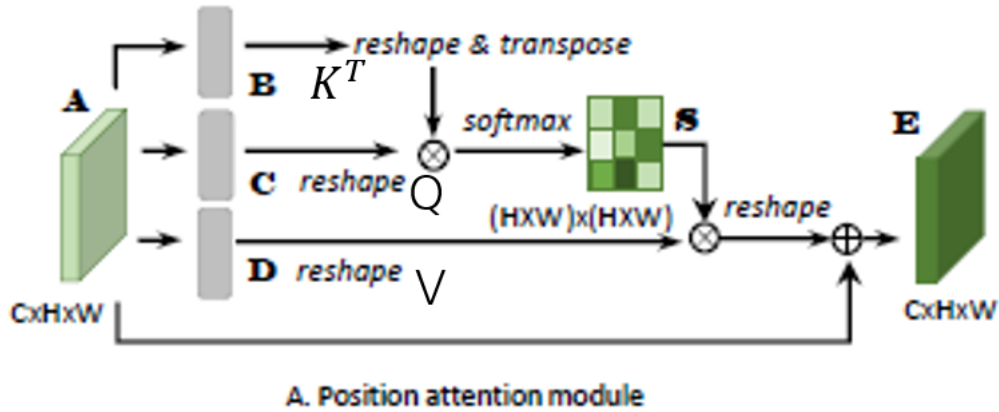 reshape & transpose
B
K^T
A
softmax
S
E
C
reshape
Q
(HXW)x(HXW)
reshape
D
reshape
V
CxHxW
CxHxW
A. Position attention module